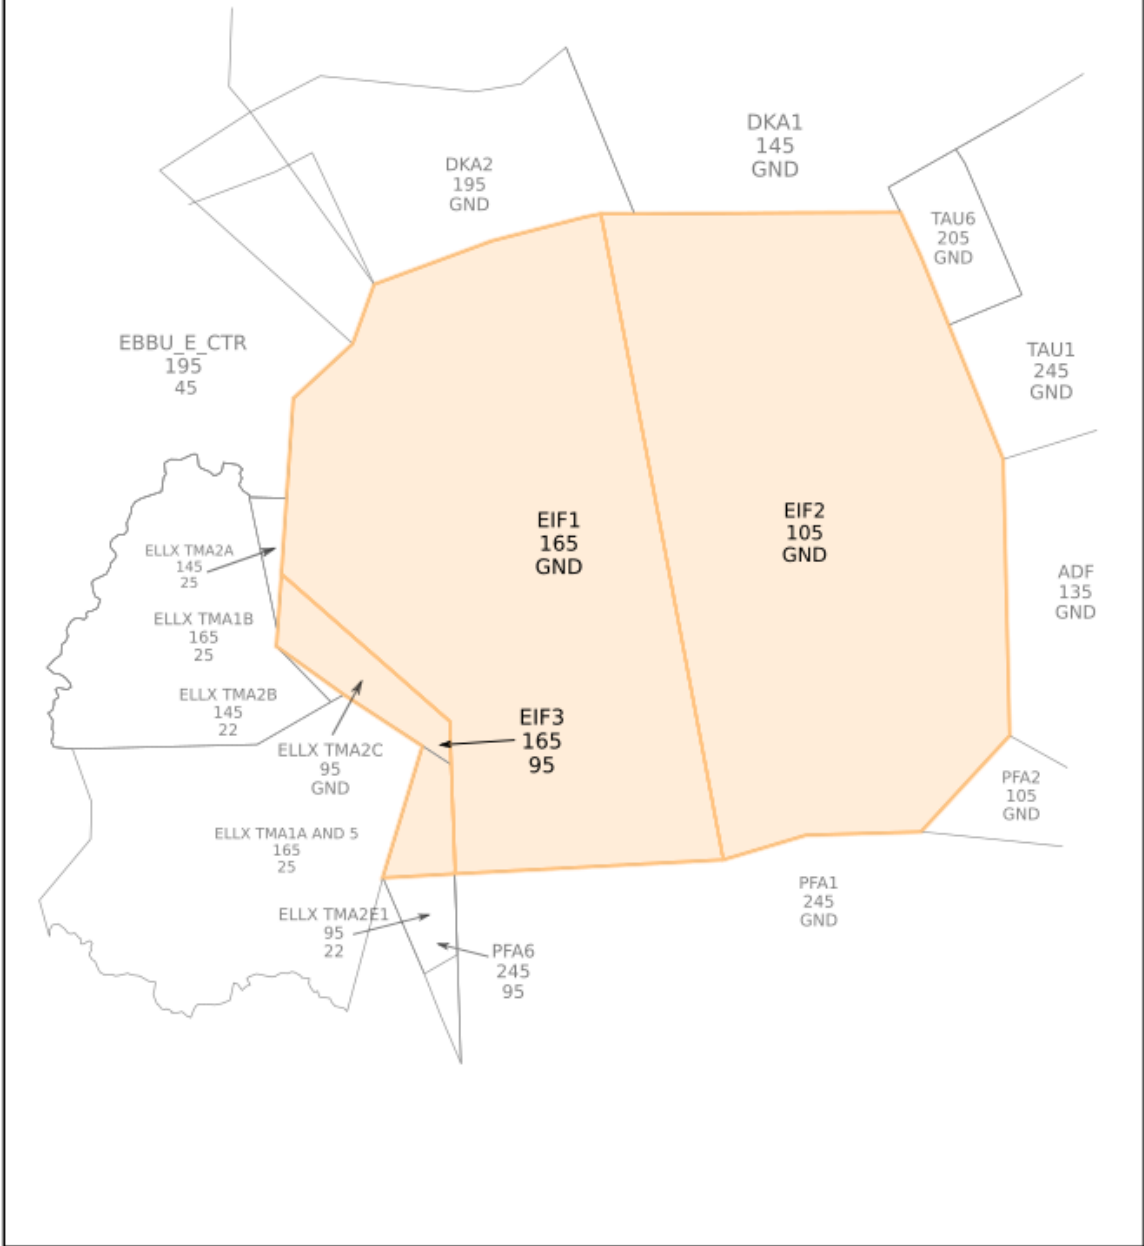 DKA1
145
GND
DKA2
195
GND
TAU6
205
GND
EBBU_E_CTR
195
45
TAU1
245
GND
EIF1
165
GND
EIF2
105
GND
ELLX TMA2A
145
25
ADF
135
GND
ELLX TMA1B
165
25
ELLX TMA2B
145
22
EIF3
165
95
ELLX TMA2C
95
GND
PFA2
105
GND
ELLX TMA1A AND 5
165
25
PFA1
245
GND
ELLX TMA2E1
95
22
PFA6
245
95